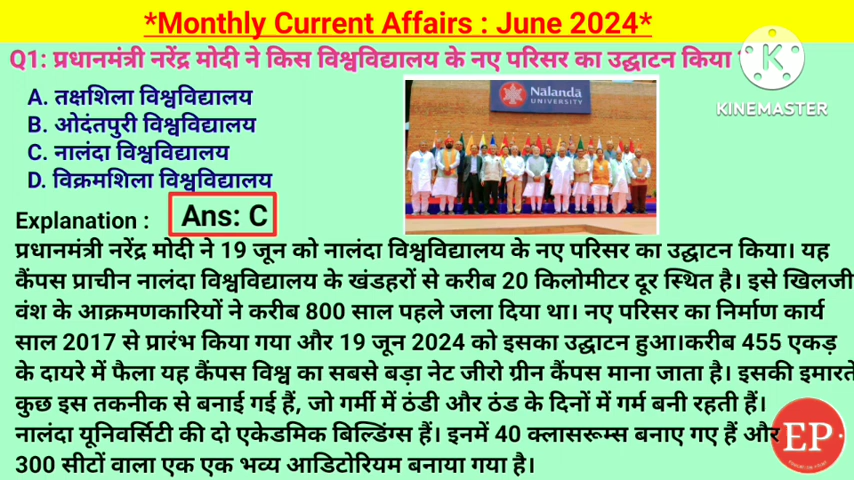 *Monthly Current Affairs : June 2024*
Q1: प्रधानमंत्री नरेंद्र मोदी ने किस विश्वविद्यालय के नए परिसर का उद्घाटन किया
A. तक्षशिला विश्वविद्यालय
B. ओदंतपुरी विश्वविद्यालय
C. नालंदा विश्वविद्यालय
D. विक्रमशिला विश्वविद्यालय
KINEMASTER
Nālandā
UNIVERSITY
Explanation : Ans: C
प्रधानमंत्री नरेंद्र मोदी ने 19 जून को नालंदा विश्वविद्यालय के नए परिसर का उद्घाटन किया। यह
कैंपस प्राचीन नालंदा विश्वविद्यालय के खंडहरों से करीब 20 किलोमीटर दूर स्थित है। इसे खिलजी
वंश के आक्रमणकारियों ने करीब 800 साल पहले जला दिया था। नए परिसर का निर्माण कार्य
साल 2017 से प्रारंभ किया गया और 19 जून 2024 को इसका उद्घाटन हुआ।करीब 455 एकड़
के दायरे में फैला यह कैंपस विश्व का सबसे बड़ा नेट जीरो ग्रीन कैंपस माना जाता है। इसकी इमारते
कुछ इस तकनीक से बनाई गई हैं, जो गर्मी में ठंडी और ठंड के दिनों में गर्म बनी रहती हैं।
नालंदा यूनिवर्सिटी की दो एकेडमिक बिल्डिंग्स हैं। इनमें 40 क्लासरूम्स बनाए गए हैं और
300 सीटों वाला एक एक भव्य आडिटोरियम बनाया गया है।
EP